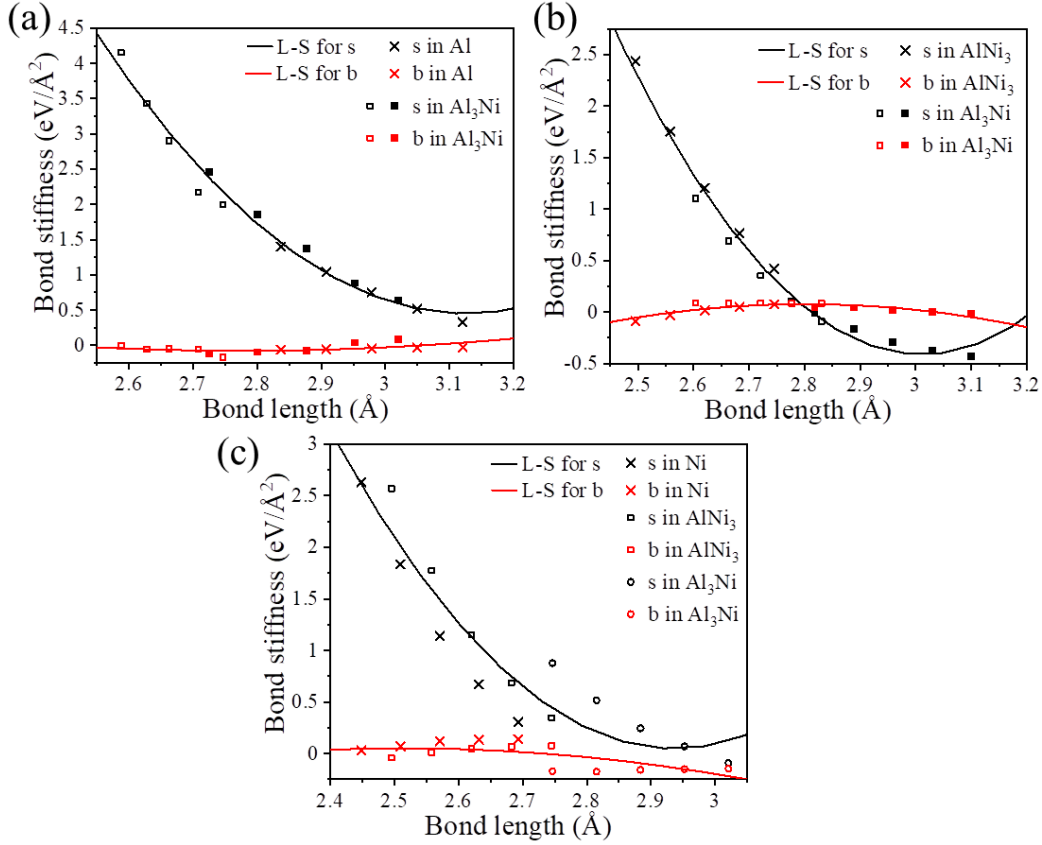 (a)
4.5
4
3.5
3
2.5
2
1.5
1
0.5
0
Bond stiffness (eV/Å²)
L-S for s
L-S for b
s in Al
b in Al
s in Al₃Ni
b in Al₃Ni
2.6 2.7 2.8 2.9 3 3.1 3.2
Bond length (Å)
(b)
2.5
2
1.5
1
0.5
0
-0.5
Bond stiffness (eV/Å²)
L-S for s
L-S for b
s in AlNi₃
b in AlNi₃
s in Al₃Ni
b in Al₃Ni
2.5 2.6 2.7 2.8 2.9 3 3.1 3.2
Bond length (Å)
(c)
3
2.5
2
1.5
1
0.5
0
Bond stiffness (eV/Å²)
L-S for s
L-S for b
s in Ni
b in Ni
s in AlNi₃
b in AlNi₃
s in Al₃Ni
b in Al₃Ni
2.4 2.5 2.6 2.7 2.8 2.9 3
Bond length (Å)